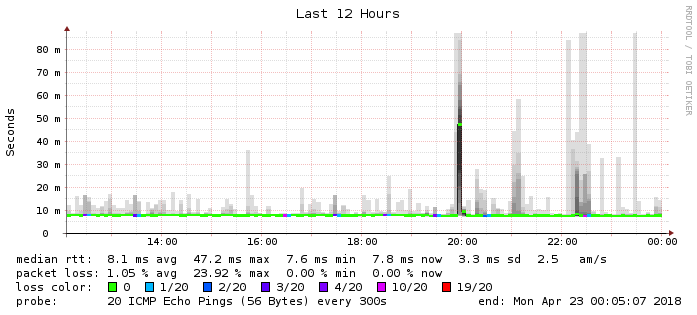 Last 12 Hours
RRDTOOL / TOBI OETIKER
Seconds
80 m
70 m
60 m
50 m
40 m
30 m
20 m
10 m
0
14:00 16:00 18:00 20:00 22:00 00:00
median rtt: 8.1 ms avg 47.2 ms max 7.6 ms min 7.8 ms now 3.3 ms sd 2.5 am/s
packet loss: 1.05 % avg 23.92 % max 0.00 % min 0.00 % now
loss color: 0 1/20 2/20 3/20 4/20 10/20 19/20
probe: 20 ICMP Echo Pings (56 Bytes) every 300s end: Mon Apr 23 00:05:07 2018